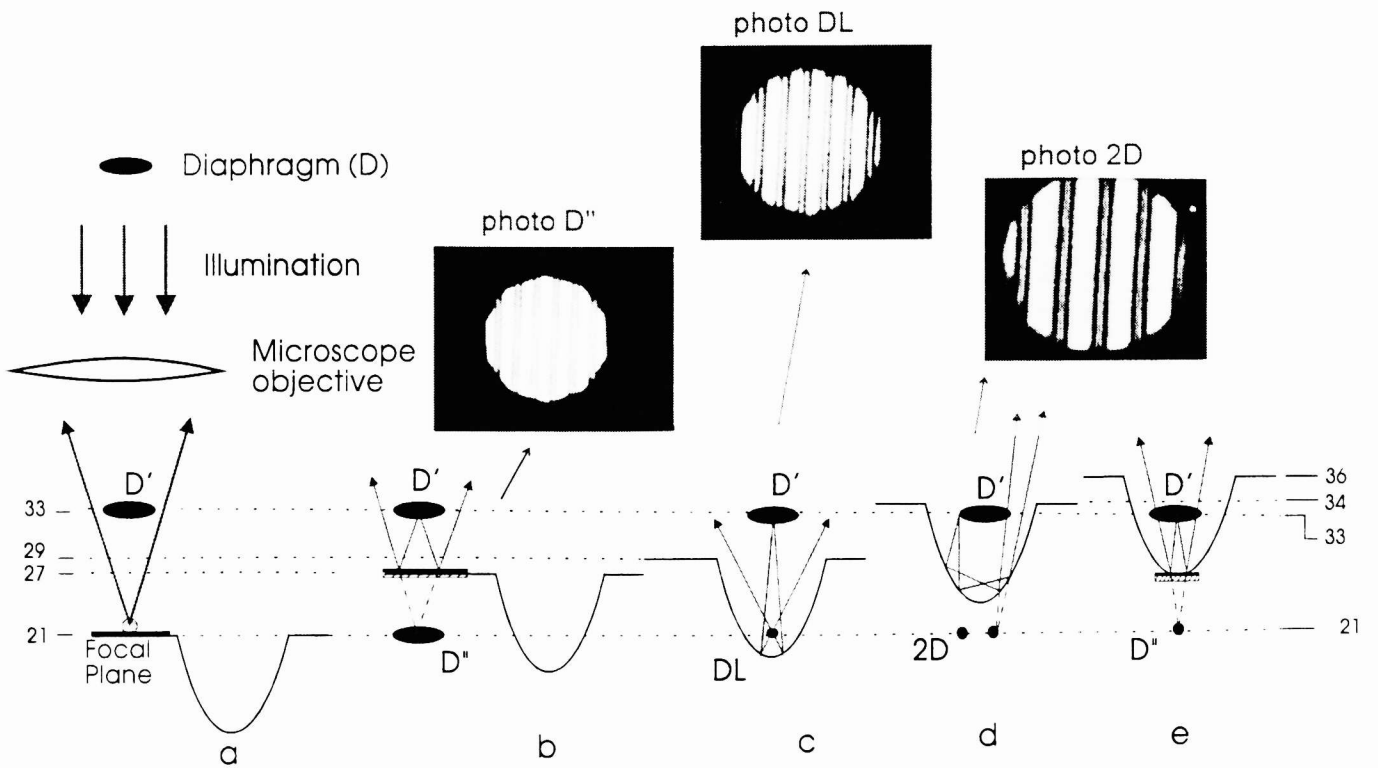 photo DL
photo 2D
Diaphragm (D)
photo D"
Illumination
Microscope
objective
D′
D′
D′
D′
D′
33
29
27
21
Focal
Plane
D"
DL
2D
D"
36
34
33
21
a
b
c
d
e